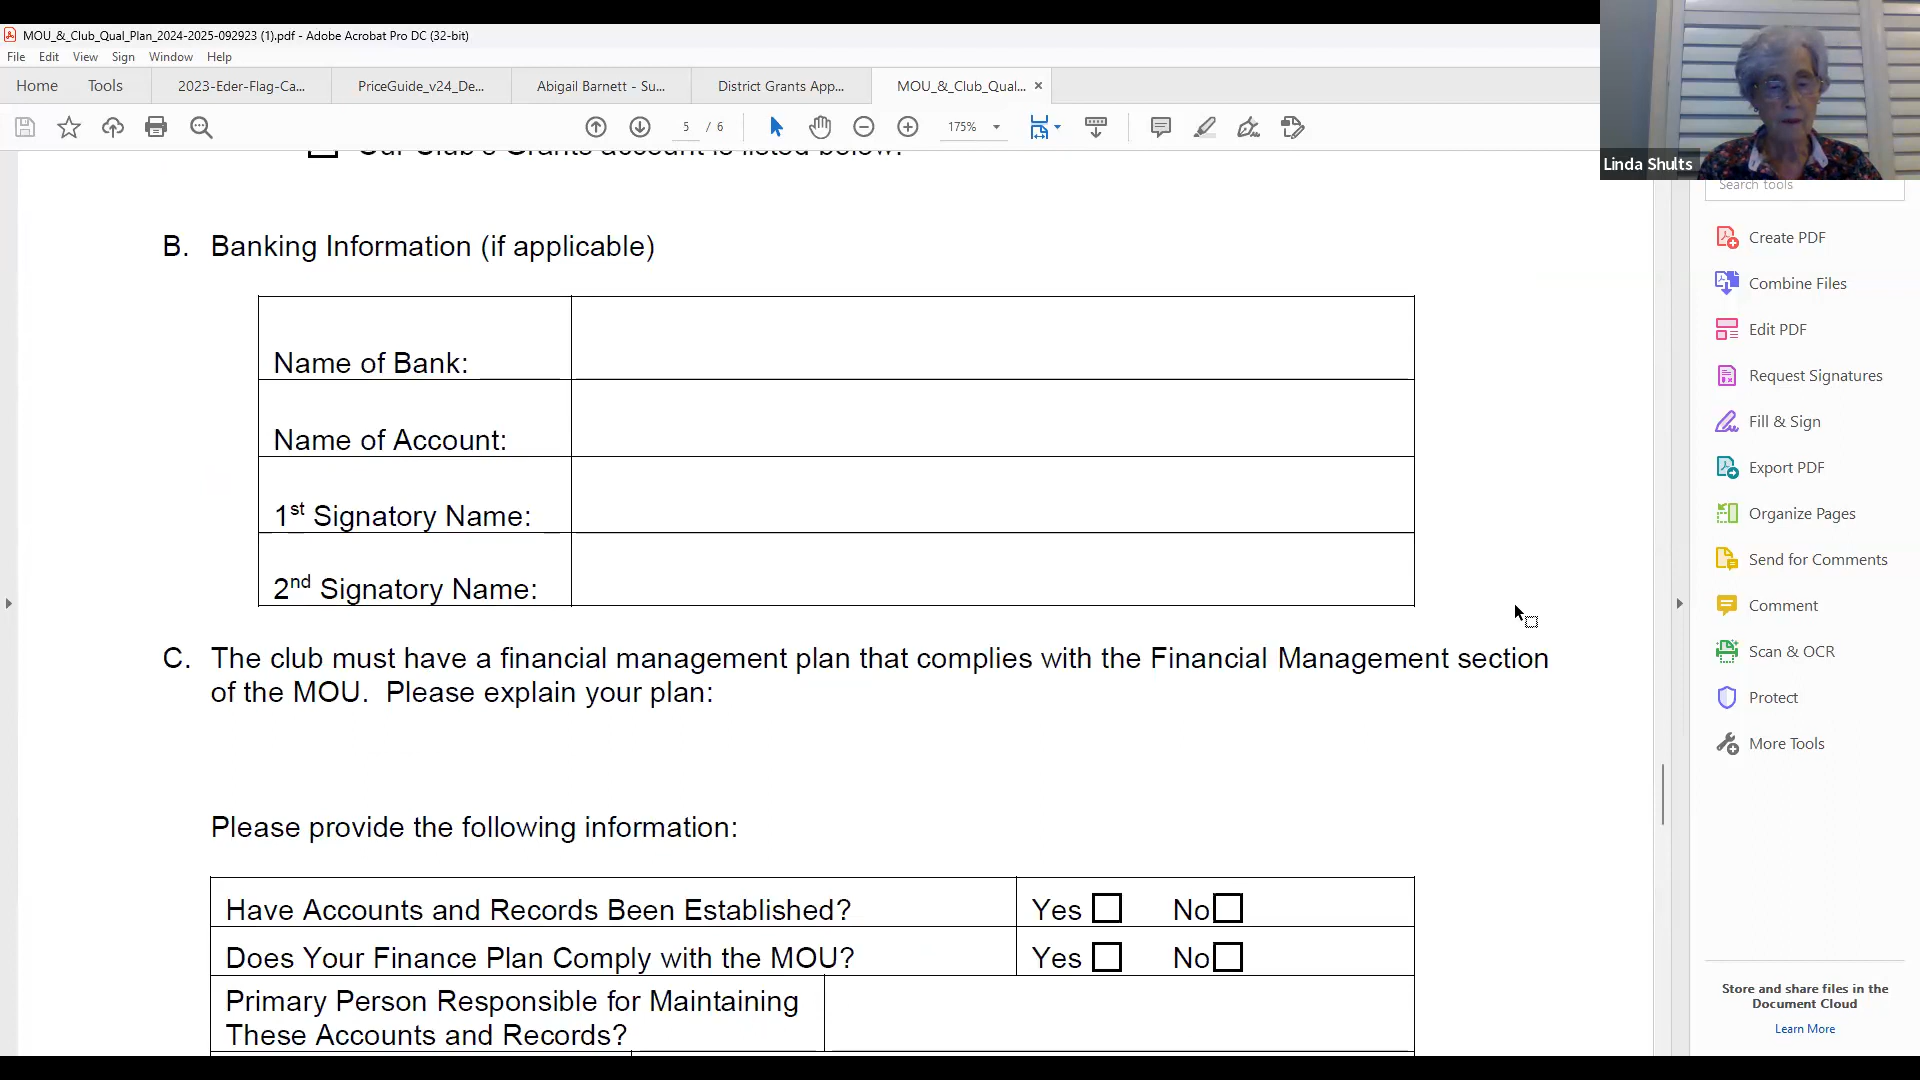 MOU_&_Club_Qual_Plan_2024-2025-092923 (1).pdf - Adobe Acrobat Pro DC (32-bit)
File Edit View Sign Window Help
Home Tools 2023-Eder-Flag-Ca... PriceGuide_v24_De... Abigail Barnett - Su... District Grants App... MOU_&_Club_Qual... ×
5 / 6 175%
Linda Shults
Our Club's Grants account is listed below:
B. Banking Information (if applicable)
Name of Bank:
Name of Account:
1st Signatory Name:
2nd Signatory Name:
C. The club must have a financial management plan that complies with the Financial Management section
of the MOU. Please explain your plan:
Please provide the following information:
Have Accounts and Records Been Established? Yes No
Does Your Finance Plan Comply with the MOU? Yes No
Primary Person Responsible for Maintaining
These Accounts and Records?
Search tools
Create PDF
Combine Files
Edit PDF
Request Signatures
Fill & Sign
Export PDF
Organize Pages
Send for Comments
Comment
Scan & OCR
Protect
More Tools
Store and share files in the
Document Cloud
Learn More